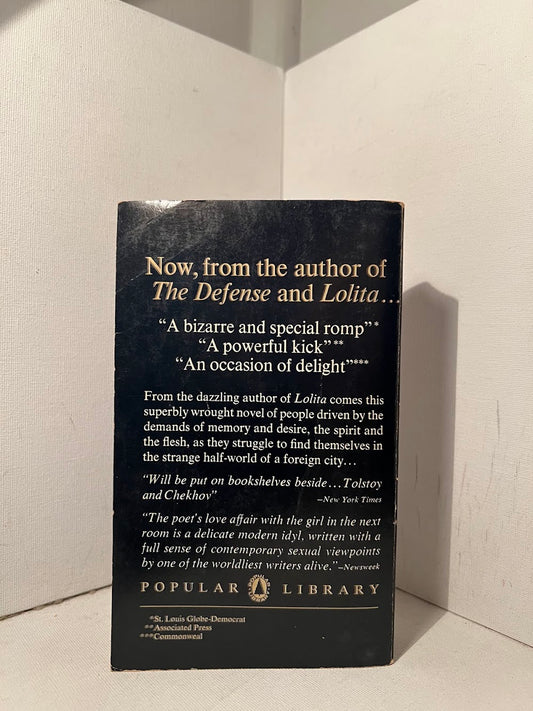 Now, from the author of
The Defense and Lolita...
“A bizarre and special romp”*
“A powerful kick”**
“An occasion of delight”***
From the dazzling author of Lolita comes this
superbly wrought novel of people driven by the
demands of memory and desire, the spirit and
the flesh, as they struggle to find themselves in
the strange half-world of a foreign city...
“Will be put on bookshelves beside...Tolstoy
and Chekhov”
–New York Times
“The poet's love affair with the girl in the next
room is a delicate modern idyl, written with a
full sense of contemporary sexual viewpoints
by one of the worldliest writers alive.”–Newsweek
POPULAR LIBRARY
*St. Louis Globe-Democrat
**Associated Press
***Commonweal